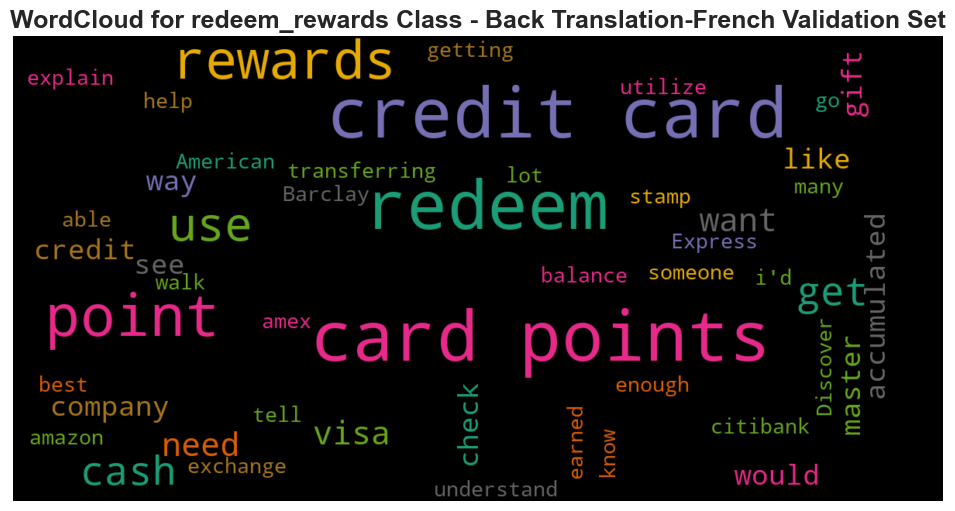 WordCloud for redeem_rewards Class - Back Translation-French Validation Set
rewards
getting
explain
utilize
gift
help
credit card
go
American
way
transferring
lot
like
Barclay
redeem
stamp
many
able
use
want
credit
see
Express
accumulated
walk
balance
someone
i'd
get
point
amex
card points
Discover
master
best
company
enough
check
amazon
tell
visa
earned
know
citibank
need
cash
exchange
would
understand